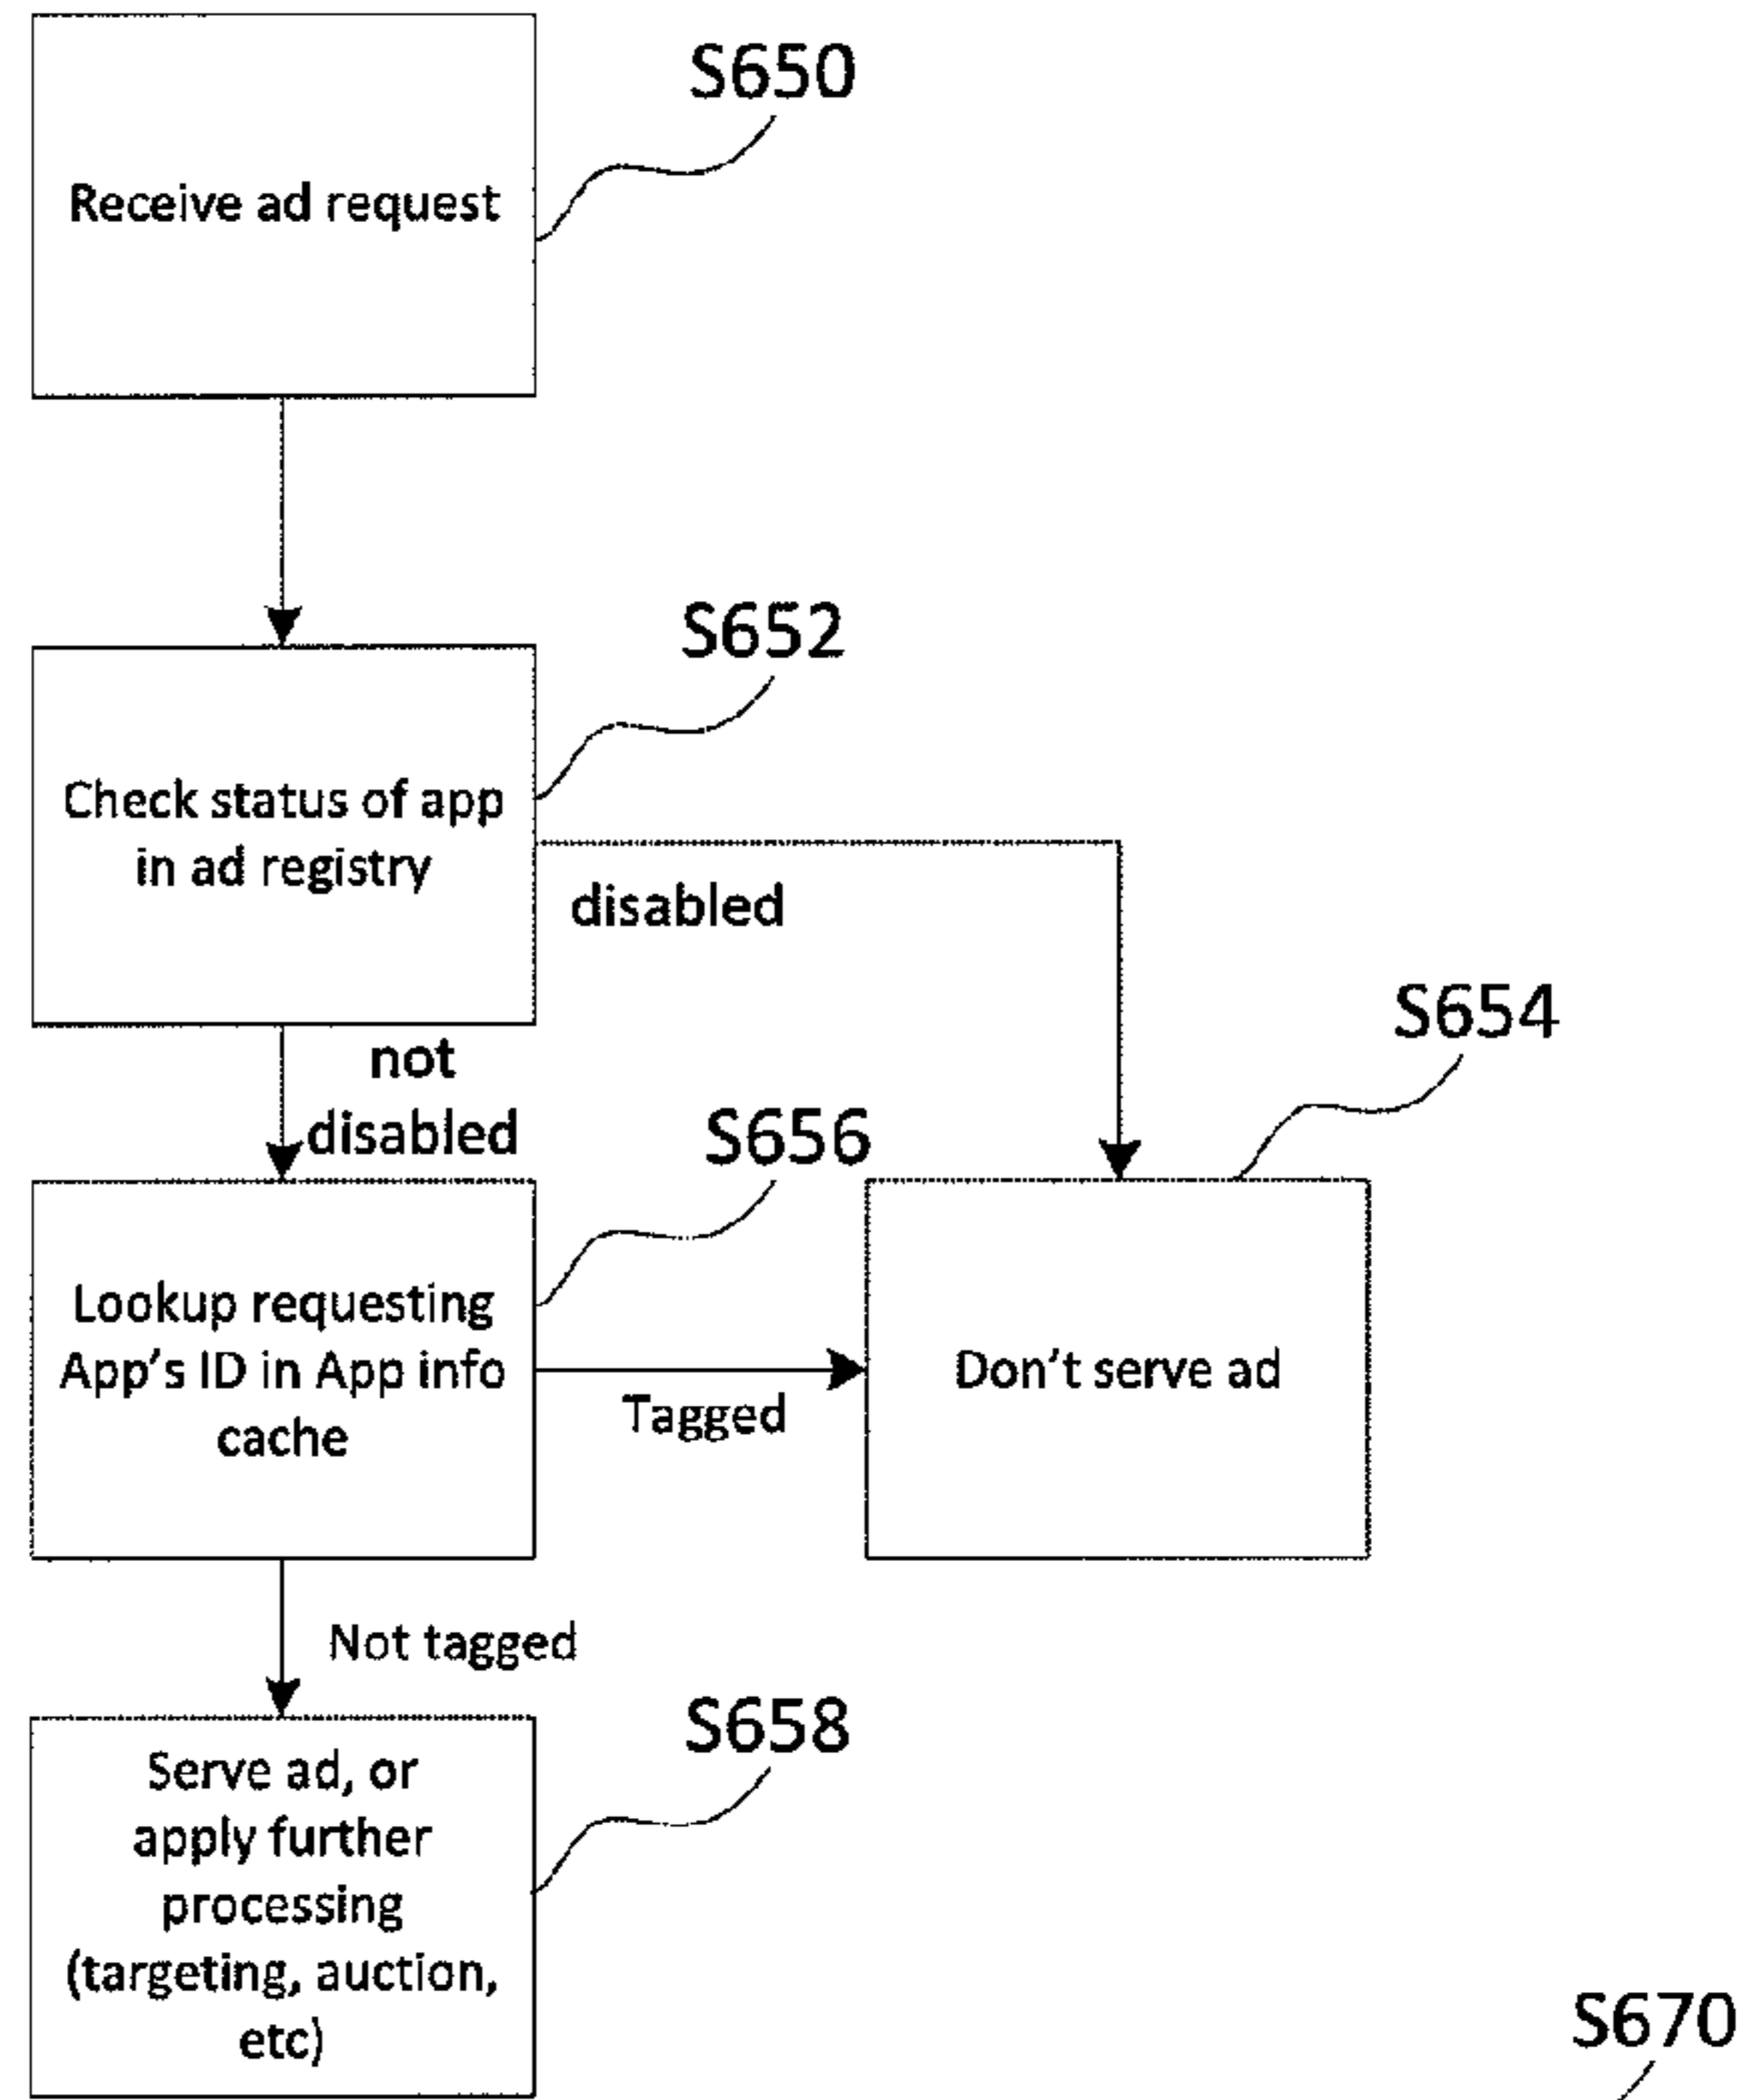 S650
Receive ad request
S652
Check status of app
in ad registry
disabled
not
disabled
S654
S656
Lookup requesting
App's ID in App info
cache
Tagged
Don't serve ad
Not tagged
S658
Serve ad, or
apply further
processing
(targeting, auction,
etc)
S670